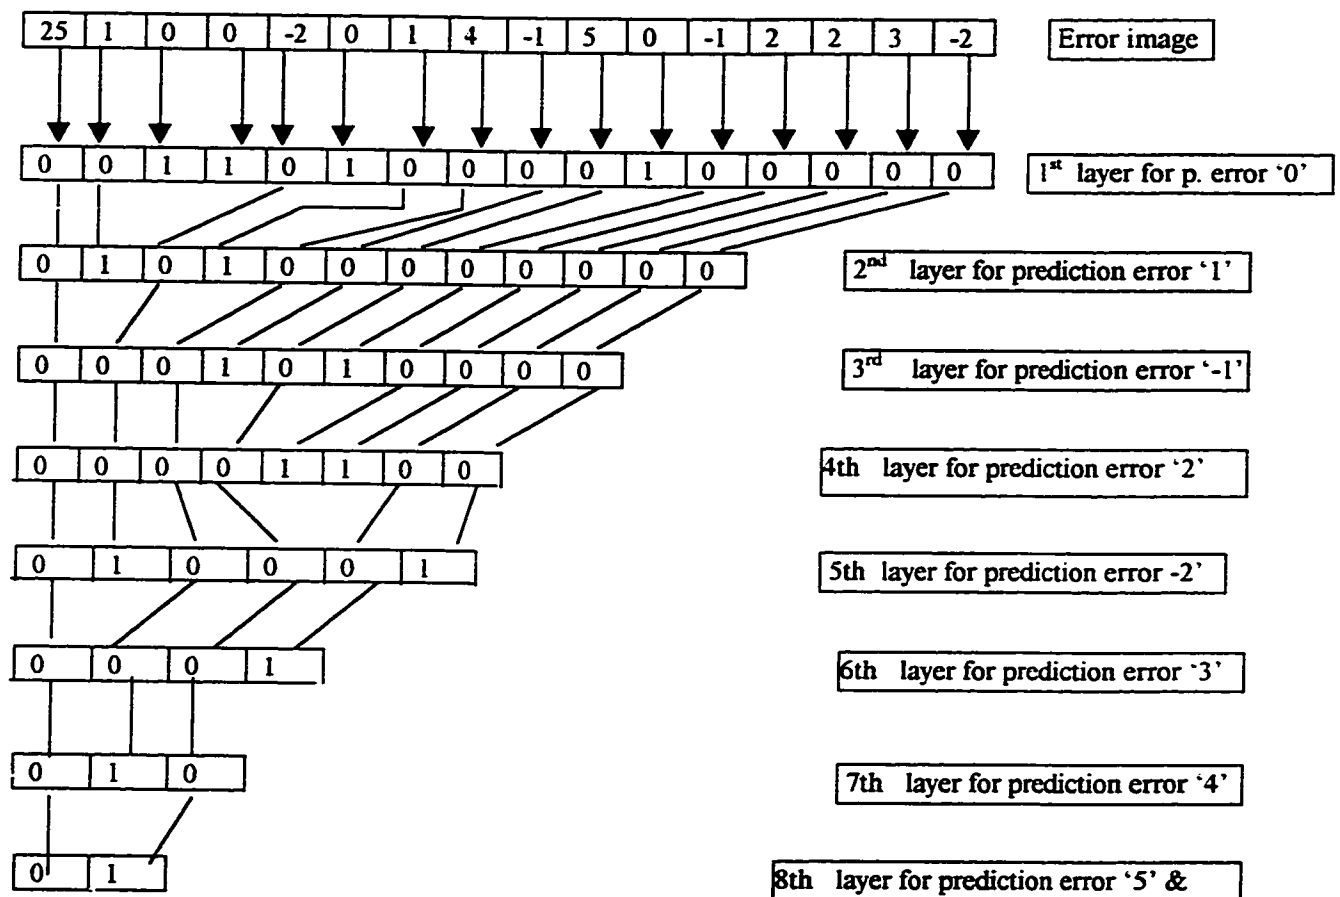 25 1 0 0 -2 0 1 4 -1 5 0 -1 2 2 3 -2 Error image
0 0 1 1 0 1 0 0 0 0 1 0 0 0 0 0 1st layer for p. error ‘0’
0 1 0 1 0 0 0 0 0 0 0 0 2nd layer for prediction error ‘1’
0 0 0 1 0 1 0 0 0 0 3rd layer for prediction error ‘-1’
0 0 0 0 1 1 0 0 4th layer for prediction error ‘2’
0 1 0 0 0 1 5th layer for prediction error -2’
0 0 0 1 6th layer for prediction error ‘3’
0 1 0 7th layer for prediction error ‘4’
0 1 8th layer for prediction error ‘5’ &